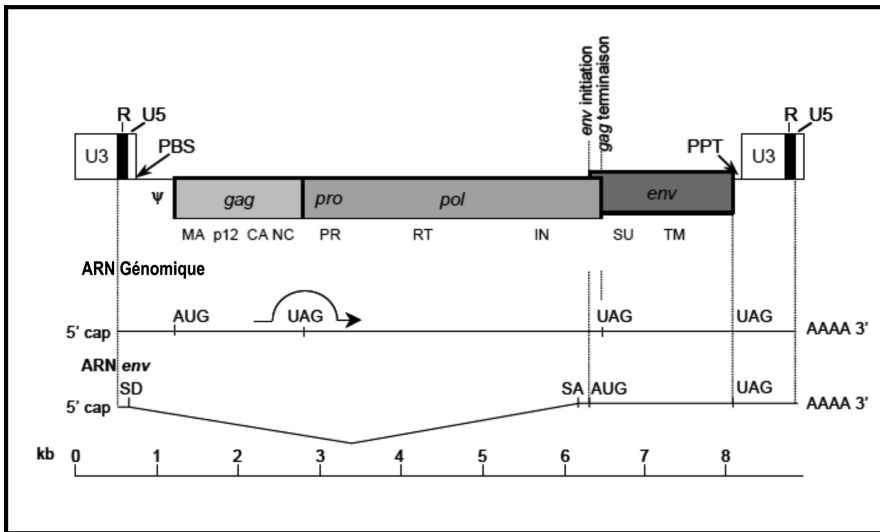 env initiation
gag terminaison
R U5
R U5
PBS
PPT
U3
U3
Ψ
gag pro pol env
MA p12 CA NC PR RT IN SU TM
ARN Génomique
AUG UAG UAG UAG
5' cap AAAA 3'
ARN env
SD SA AUG UAG
5' cap AAAA 3'
kb 0 1 2 3 4 5 6 7 8